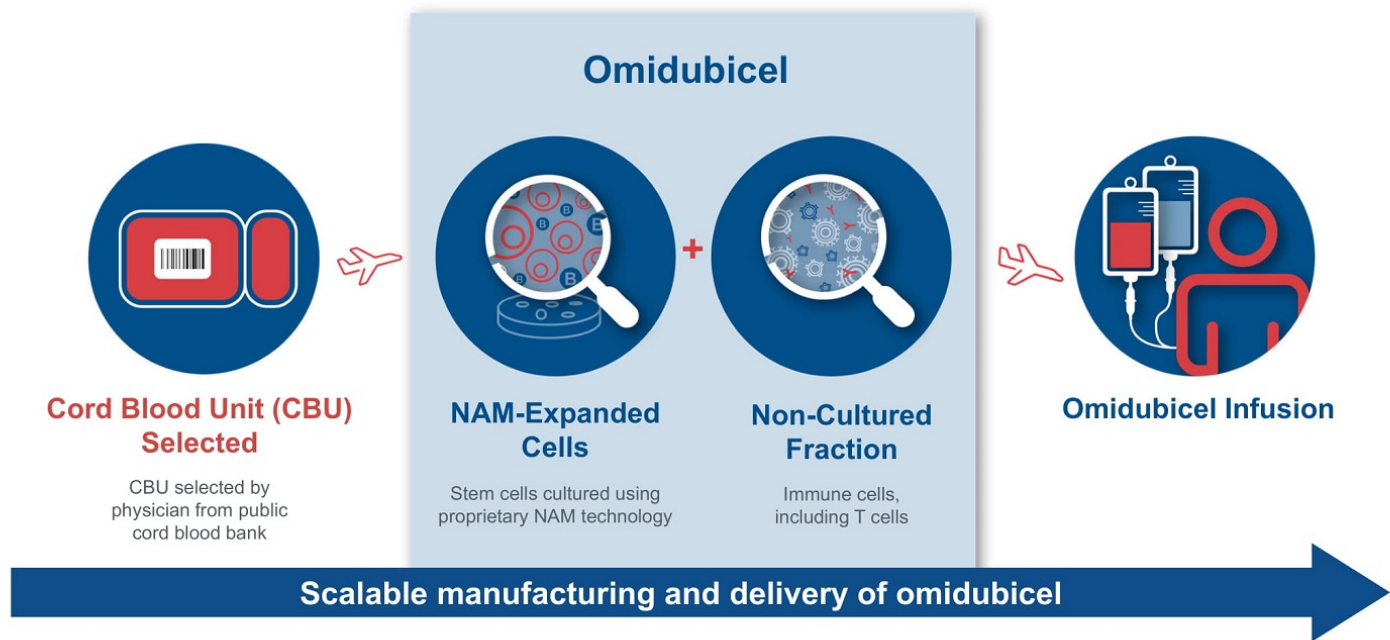 Omidubicel
B
B
B
B
B
B
+
Cord Blood Unit (CBU)
Selected
CBU selected by
physician from public
cord blood bank
NAM-Expanded
Cells
Stem cells cultured using
proprietary NAM technology
Non-Cultured
Fraction
Immune cells,
including T cells
Omidubicel Infusion
Scalable manufacturing and delivery of omidubicel